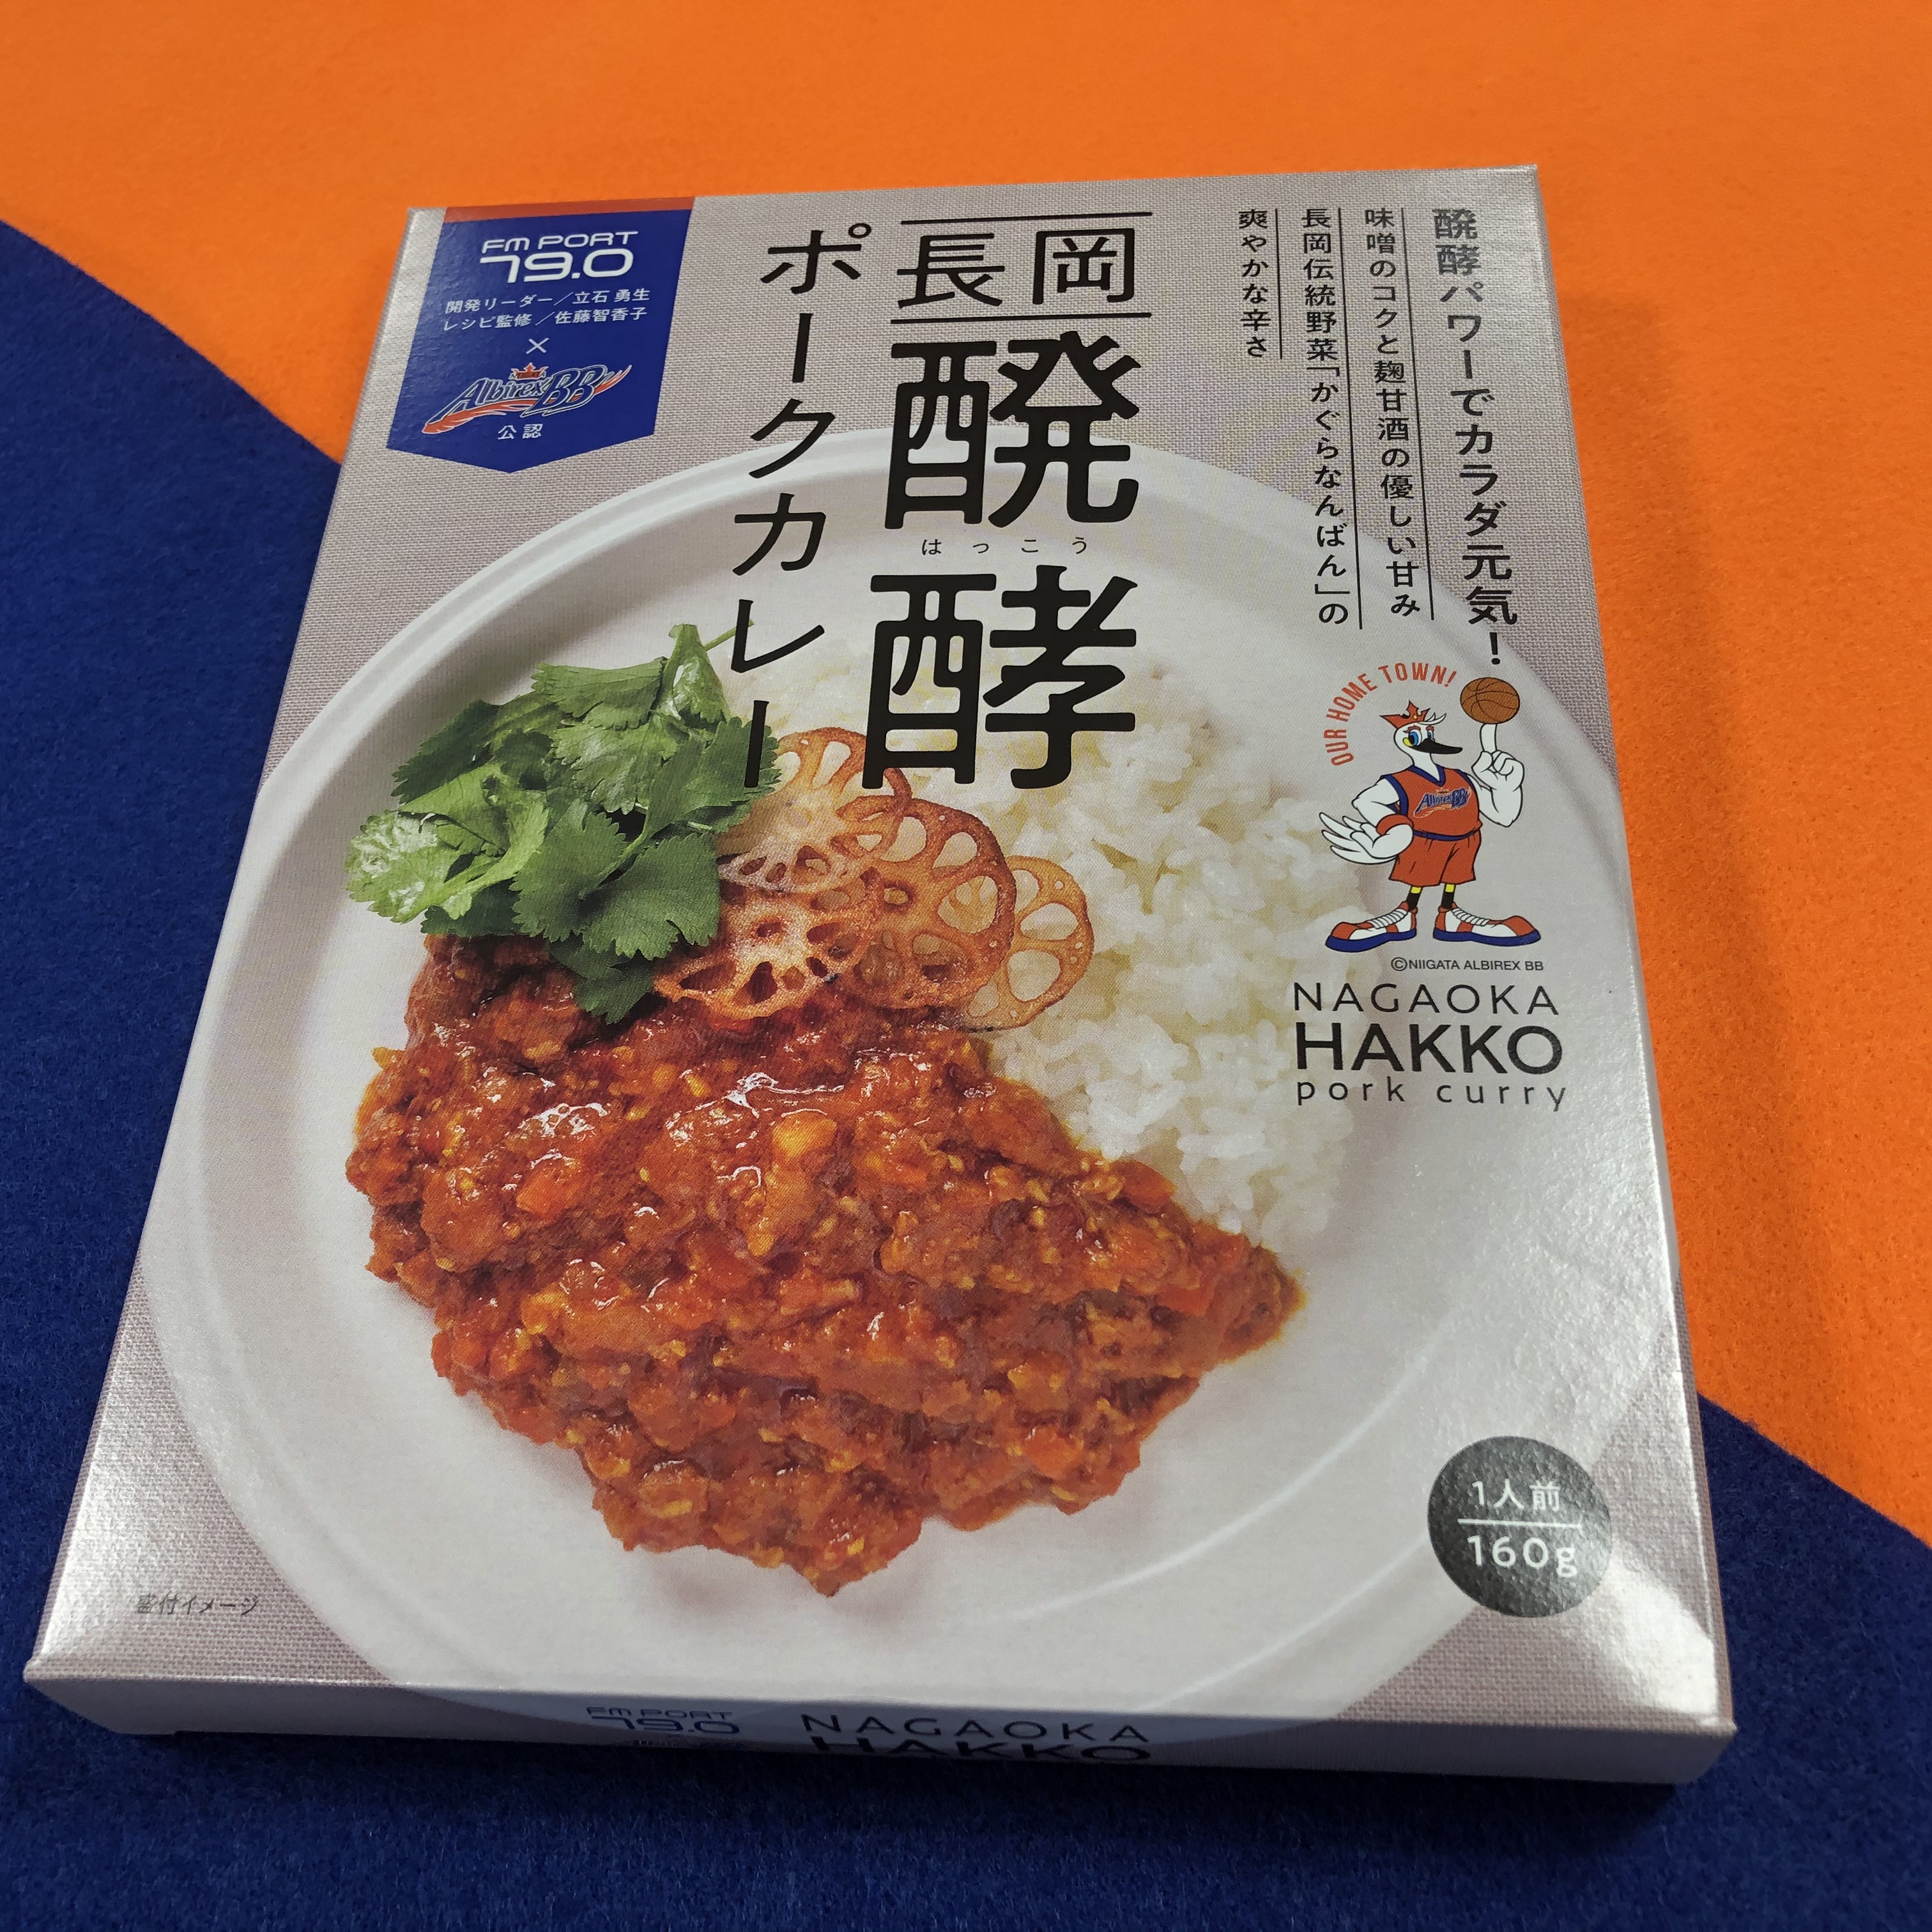 FM PORT
79.0
開発リーダー／立石 勇生
レシピ監修／佐藤智香子
×
Albirex BB
公認
長岡
醗酵
はっこう
ポークカレー
醗酵パワーでカラダ元気！
味噌のコクと麹甘酒の優しい甘み
長岡伝統野菜「かぐらなんばん」の
爽やかな辛さ
OUR HOME TOWN!
Albirex BB
©NIIGATA ALBIREX BB
NAGAOKA
HAKKO
pork curry
1人前
160g
盛付イメージ
FM PORT
79.0
NAGAOKA
HAKKO